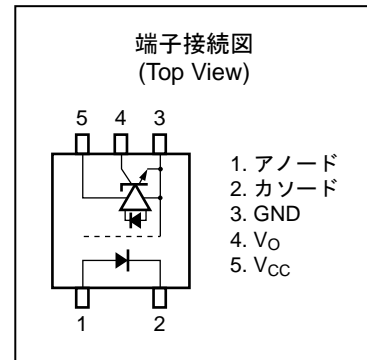 端子接続図
(Top View)
5 4 3
1. アノード
2. カソード
3. GND
4. VO
5. VCC
1 2